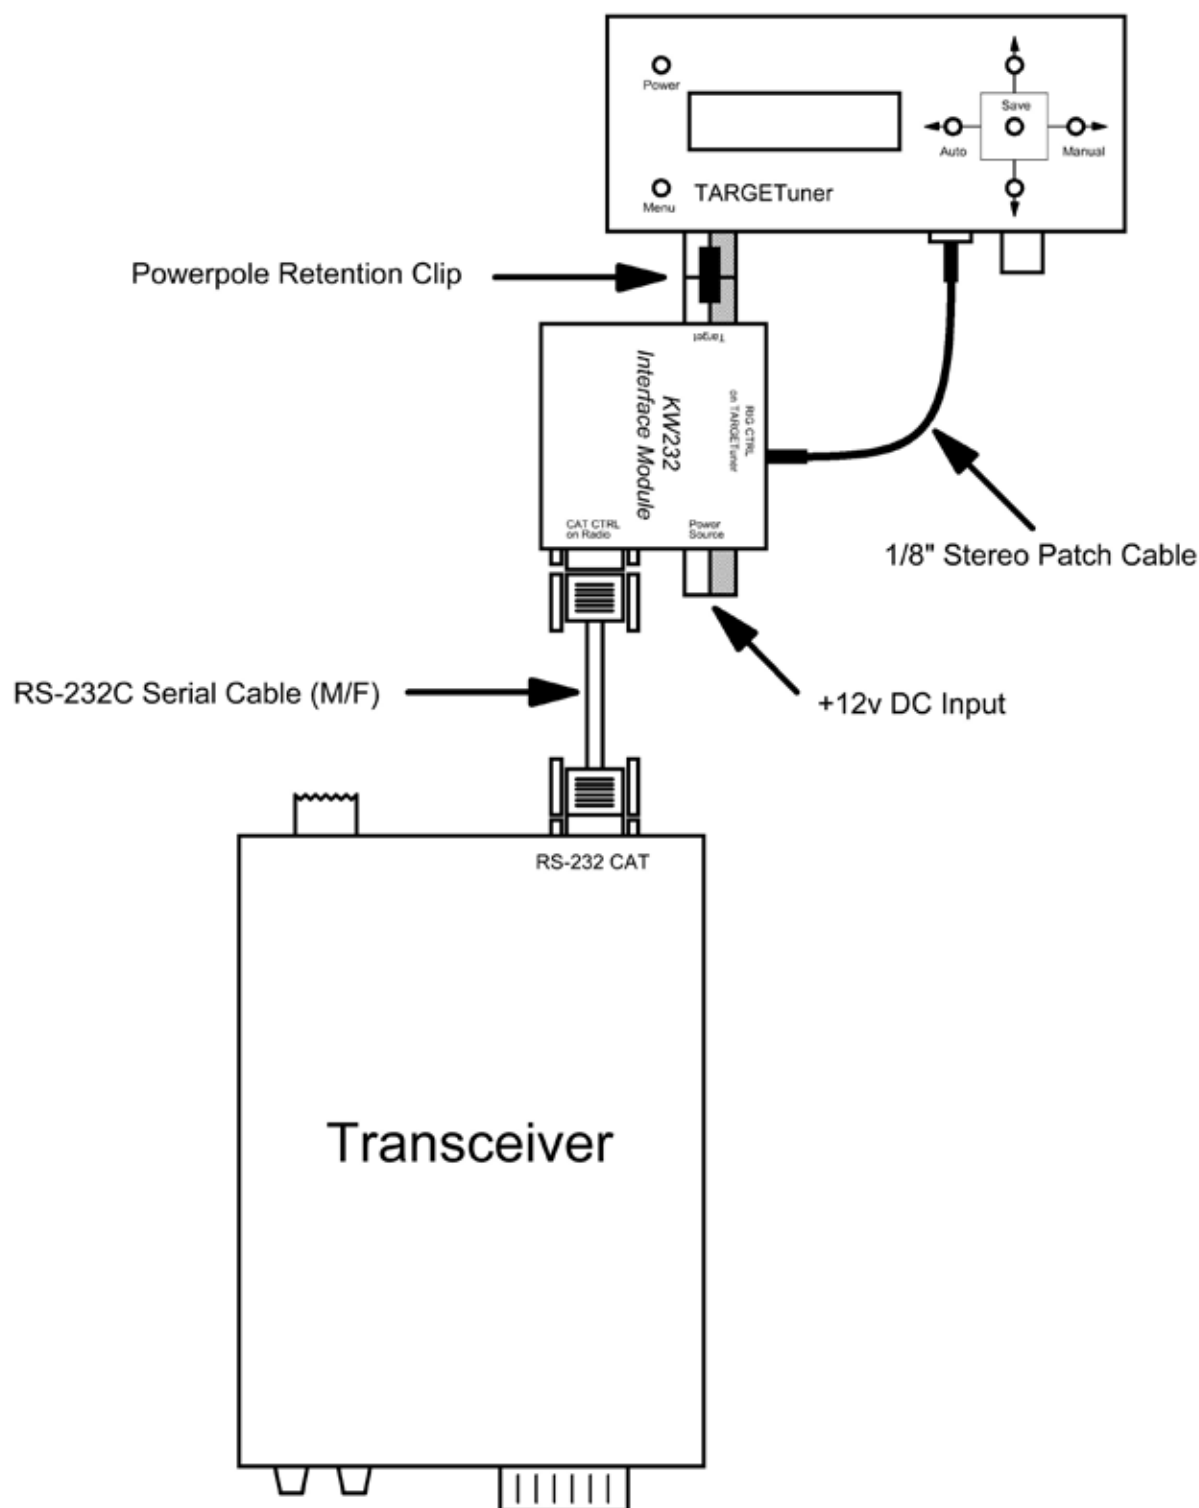 Power
Save
Auto
Manual
Menu
TARGETuner
Powerpole Retention Clip
Target
RIG CTRL
on TARGETuner
KW232
Interface Module
CAT CTRL
on Radio
Power
Source
1/8" Stereo Patch Cable
RS-232C Serial Cable (M/F)
+12v DC Input
RS-232 CAT
Transceiver